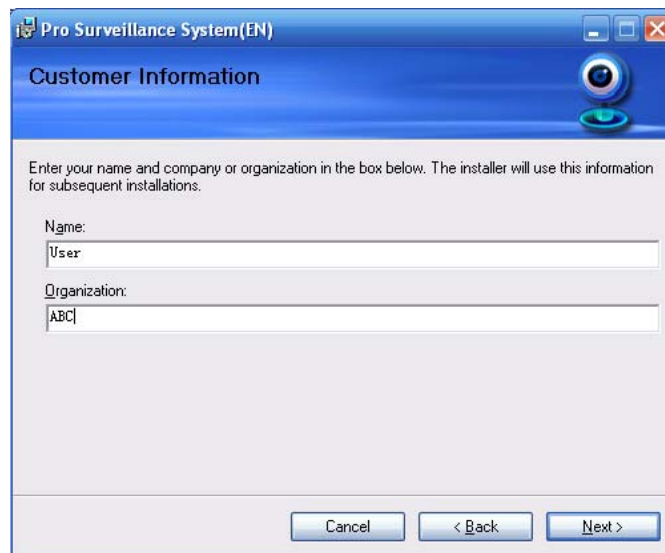 Pro Surveillance System(EN)
Customer Information
Enter your name and company or organization in the box below. The installer will use this information
for subsequent installations.
Name:
User
Organization:
ABC
Cancel
< Back
Next >